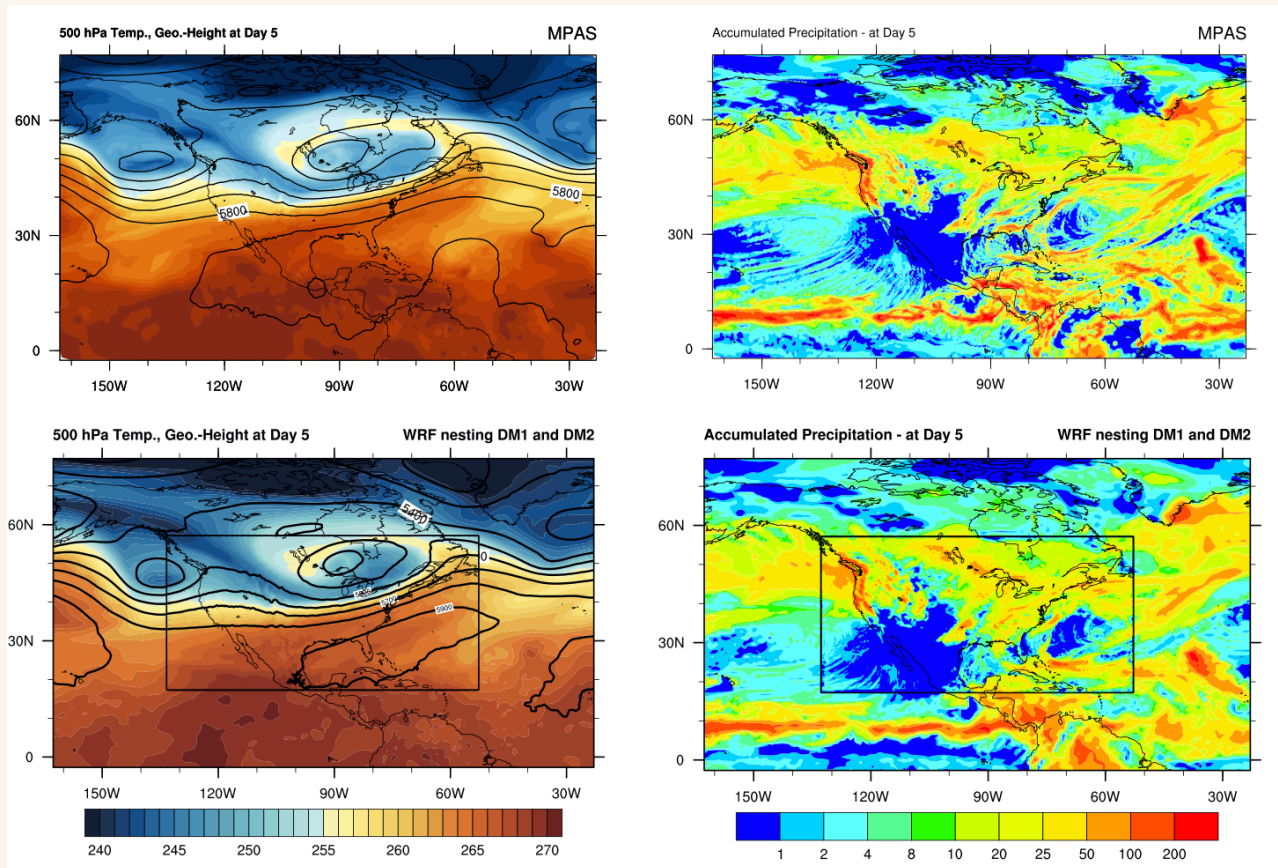 500 hPa Temp., Geo.-Height at Day 5 MPAS
60N
30N
0
5800
5800
150W 120W 90W 60W 30W
Accumulated Precipitation - at Day 5 MPAS
60N
30N
0
150W 120W 90W 60W 30W
500 hPa Temp., Geo.-Height at Day 5 WRF nesting DM1 and DM2
60N
30N
0
5400
0
5700
5900
150W 120W 90W 60W 30W
240 245 250 255 260 265 270
Accumulated Precipitation - at Day 5 WRF nesting DM1 and DM2
60N
30N
0
150W 120W 90W 60W 30W
1 2 4 8 10 20 25 50 100 200